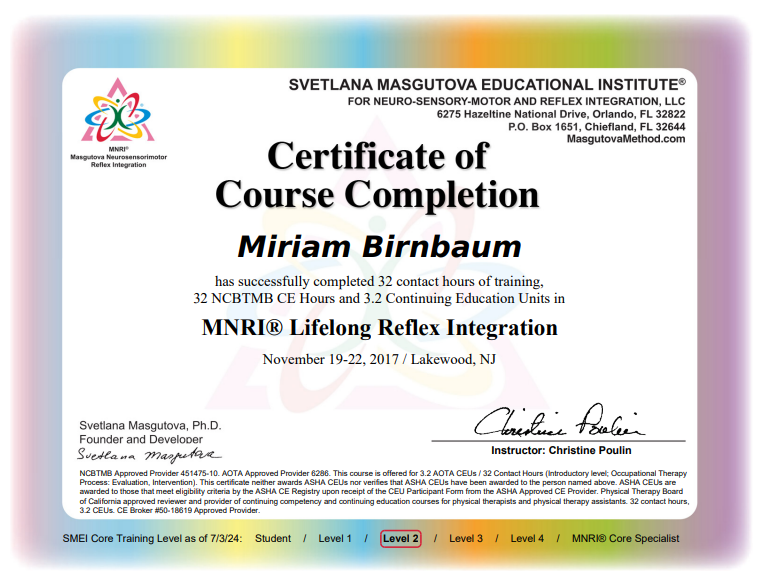 SVETLANA MASGUTOVA EDUCATIONAL INSTITUTE®
FOR NEURO-SENSORY-MOTOR AND REFLEX INTEGRATION, LLC
6275 Hazeltine National Drive, Orlando, FL 32822
P.O. Box 1651, Chiefland, FL 32644
MasgutovaMethod.com
MNRI®
Masgutova Neurosensorimotor
Reflex Integration
Certificate of
Course Completion
Miriam Birnbaum
has successfully completed 32 contact hours of training,
32 NCBTMB CE Hours and 3.2 Continuing Education Units in
MNRI® Lifelong Reflex Integration
November 19-22, 2017 / Lakewood, NJ
Svetlana Masgutova, Ph.D.
Founder and Developer
Svetlana Masgutova
Christine Poulin
Instructor: Christine Poulin
NCBTMB Approved Provider 451475-10. AOTA Approved Provider 6286. This course is offered for 3.2 AOTA CEUs / 32 Contact Hours (Introductory level; Occupational Therapy
Process: Evaluation, Intervention). This certificate neither awards ASHA CEUs nor verifies that ASHA CEUs have been awarded to the person named above. ASHA CEUs are
awarded to those that meet eligibility criteria by the ASHA CE Registry upon receipt of the CEU Participant Form from the ASHA Approved CE Provider. Physical Therapy Board
of California approved reviewer and provider of continuing competency and continuing education courses for physical therapists and physical therapy assistants. 32 contact hours,
3.2 CEUs. CE Broker #50-18619 Approved Provider.
SMEI Core Training Level as of 7/3/24: Student / Level 1 / Level 2 / Level 3 / Level 4 / MNRI® Core Specialist